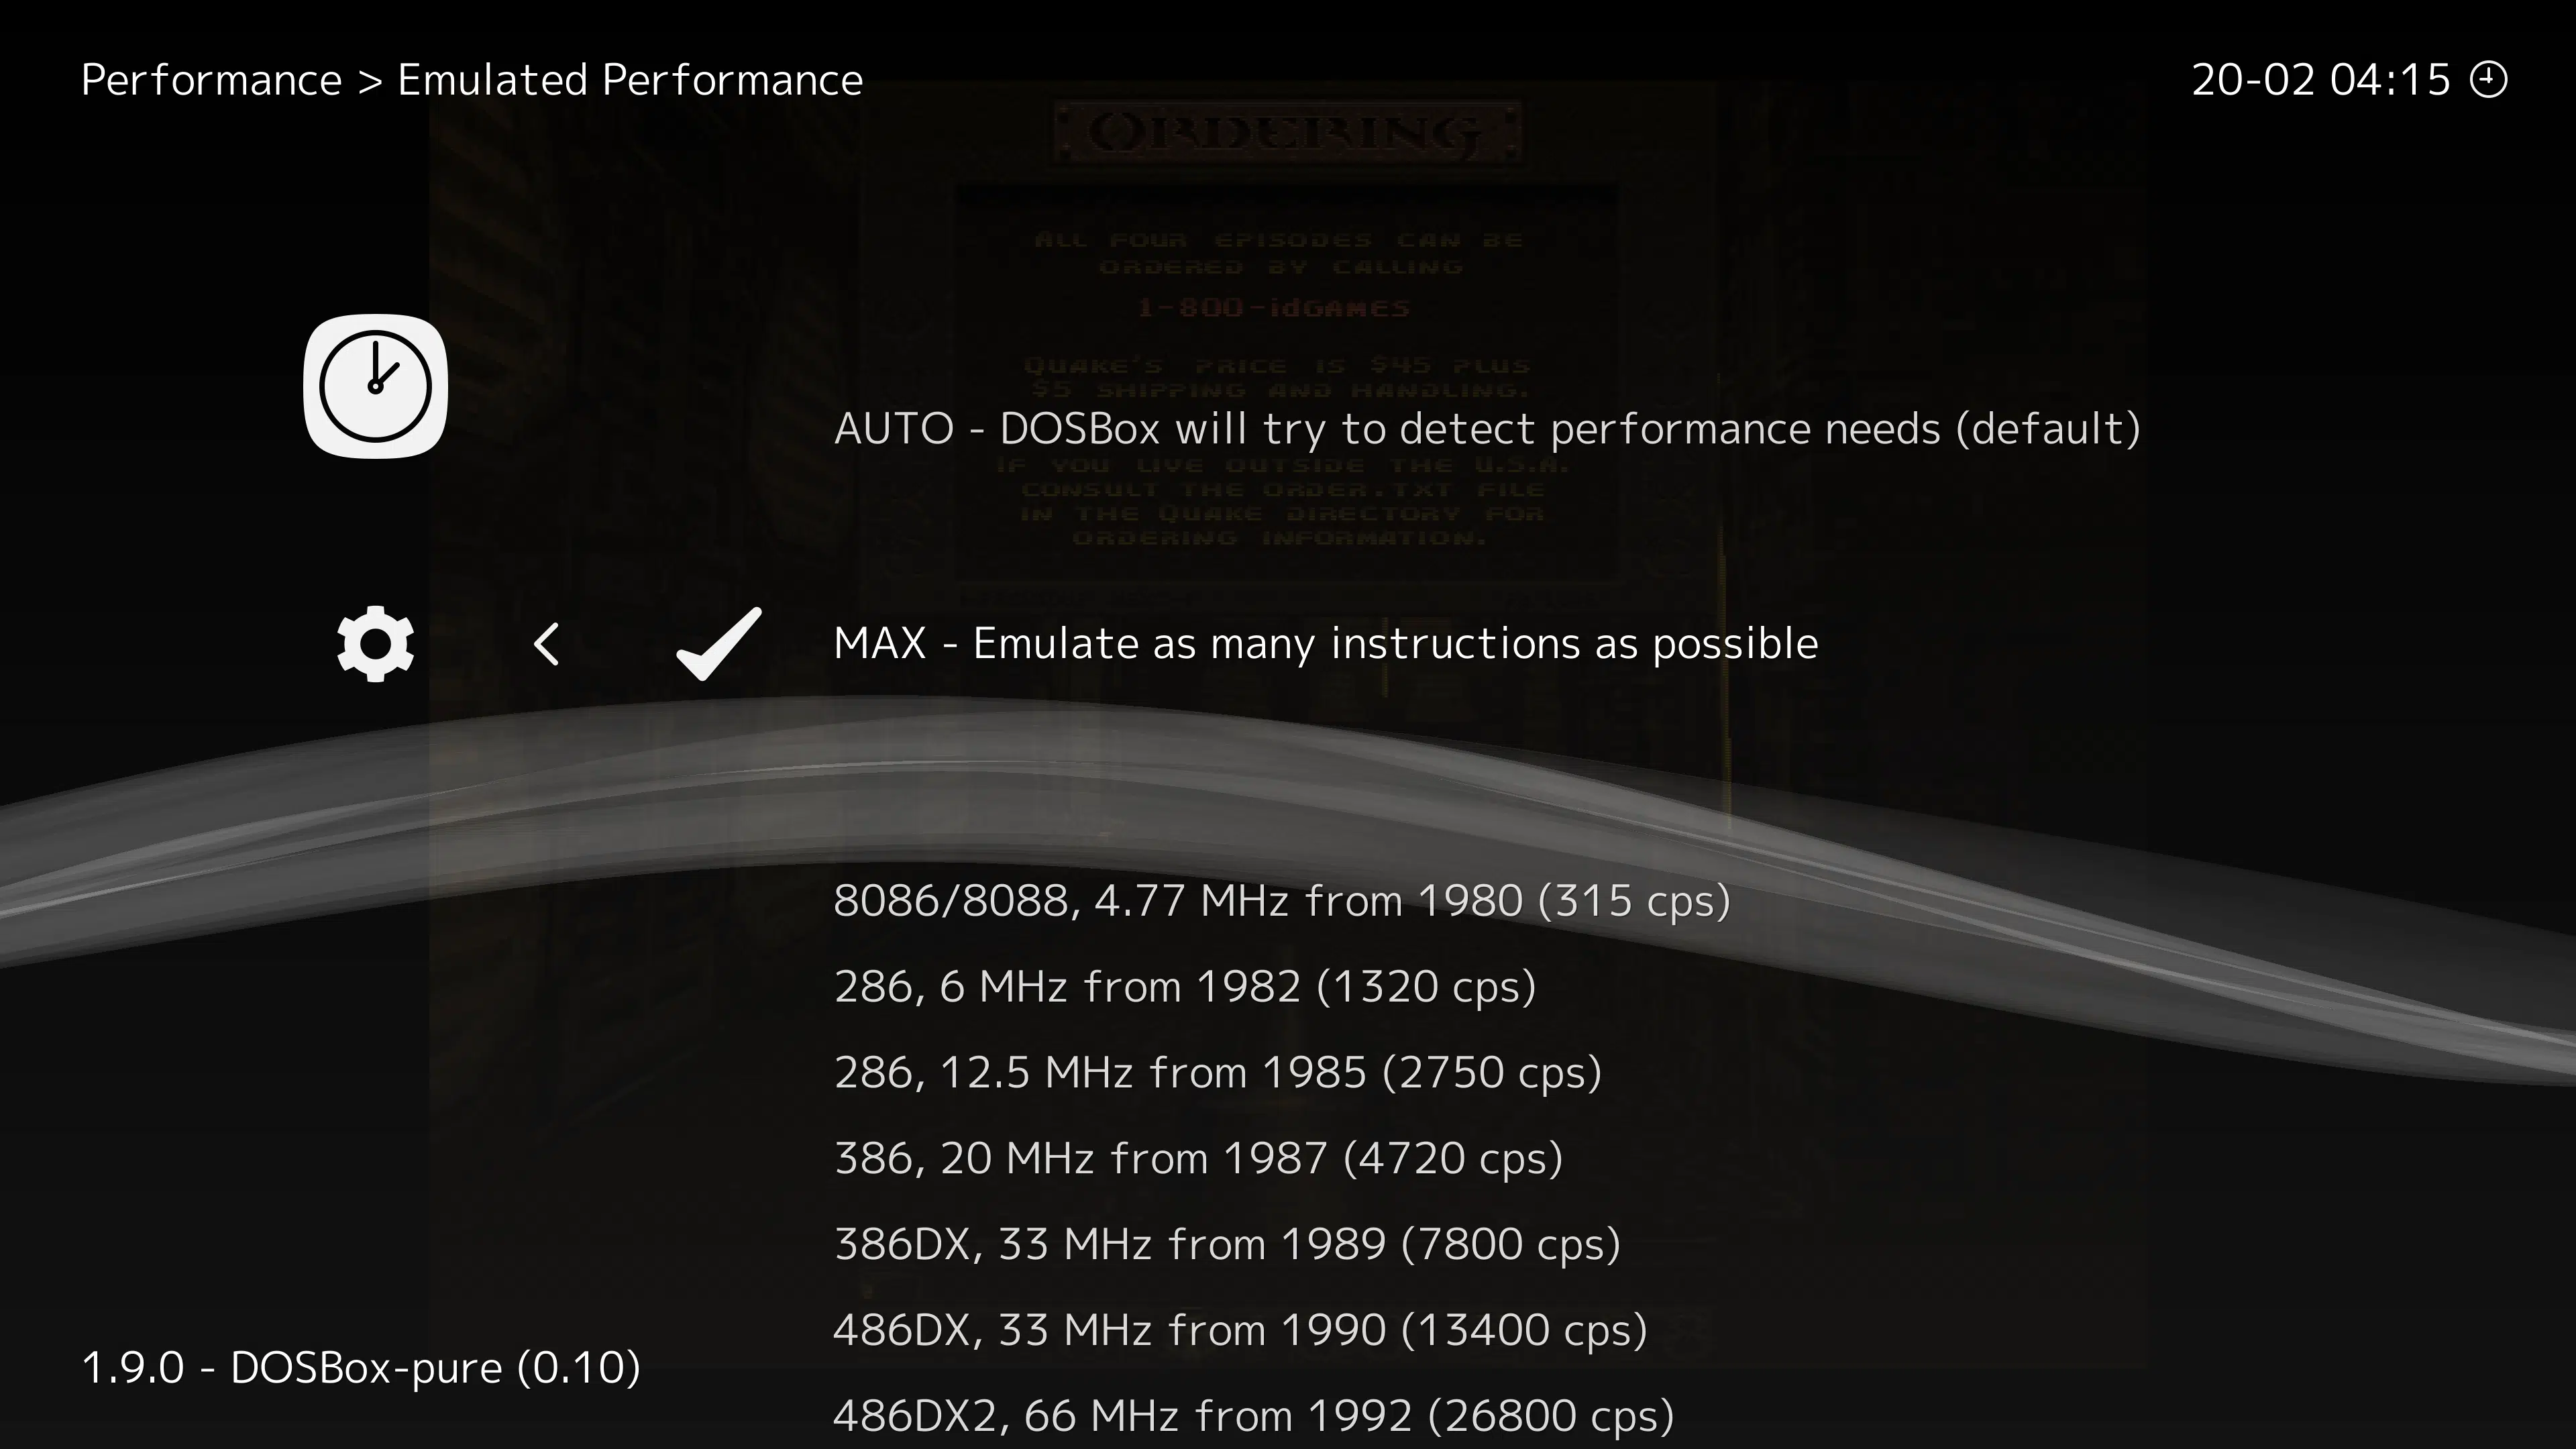 Performance > Emulated Performance
20-02 04:15
ORDERING
ALL FOUR EPISODES CAN BE
ORDERED BY CALLING
1-800-idGAMES
QUAKE'S PRICE IS $45 PLUS
$5 SHIPPING AND HANDLING.
AUTO - DOSBox will try to detect performance needs (default)
IF YOU LIVE OUTSIDE THE U.S.A.
CONSULT THE ORDER.TXT FILE
IN THE QUAKE DIRECTORY FOR
ORDERING INFORMATION.
MAX - Emulate as many instructions as possible
8086/8088, 4.77 MHz from 1980 (315 cps)
286, 6 MHz from 1982 (1320 cps)
286, 12.5 MHz from 1985 (2750 cps)
386, 20 MHz from 1987 (4720 cps)
386DX, 33 MHz from 1989 (7800 cps)
486DX, 33 MHz from 1990 (13400 cps)
1.9.0 - DOSBox-pure (0.10)
486DX2, 66 MHz from 1992 (26800 cps)